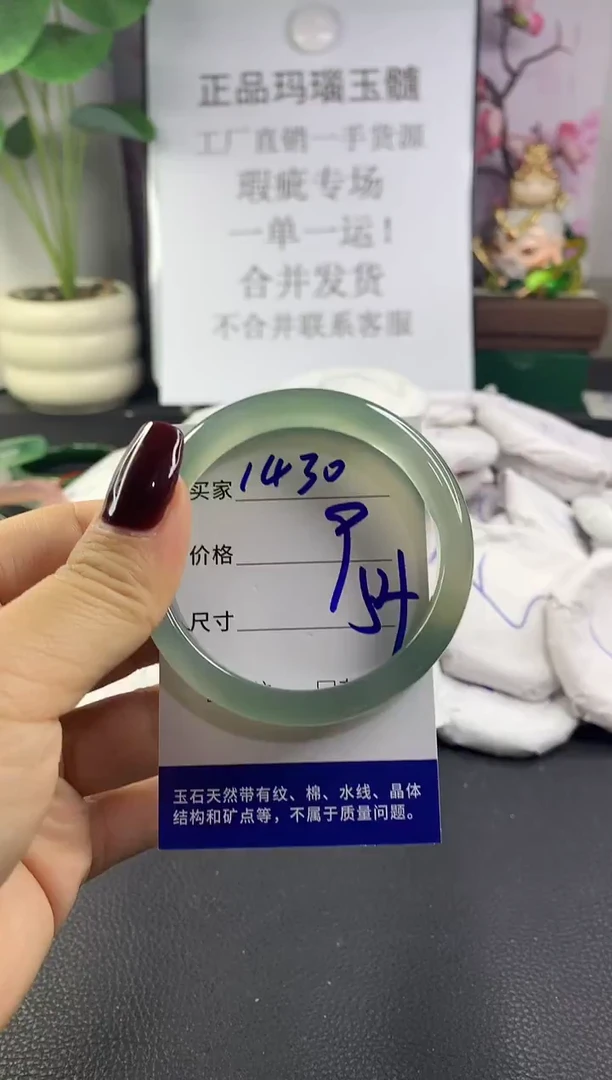 正品玛瑙玉髓
工厂直销一手货源
瑕疵专场
一单一运！
合并发货
不合并联系客服
买家 1430
价格
尺寸 54
玉石天然带有纹、棉、水线、晶体
结构和矿点等，不属于质量问题。